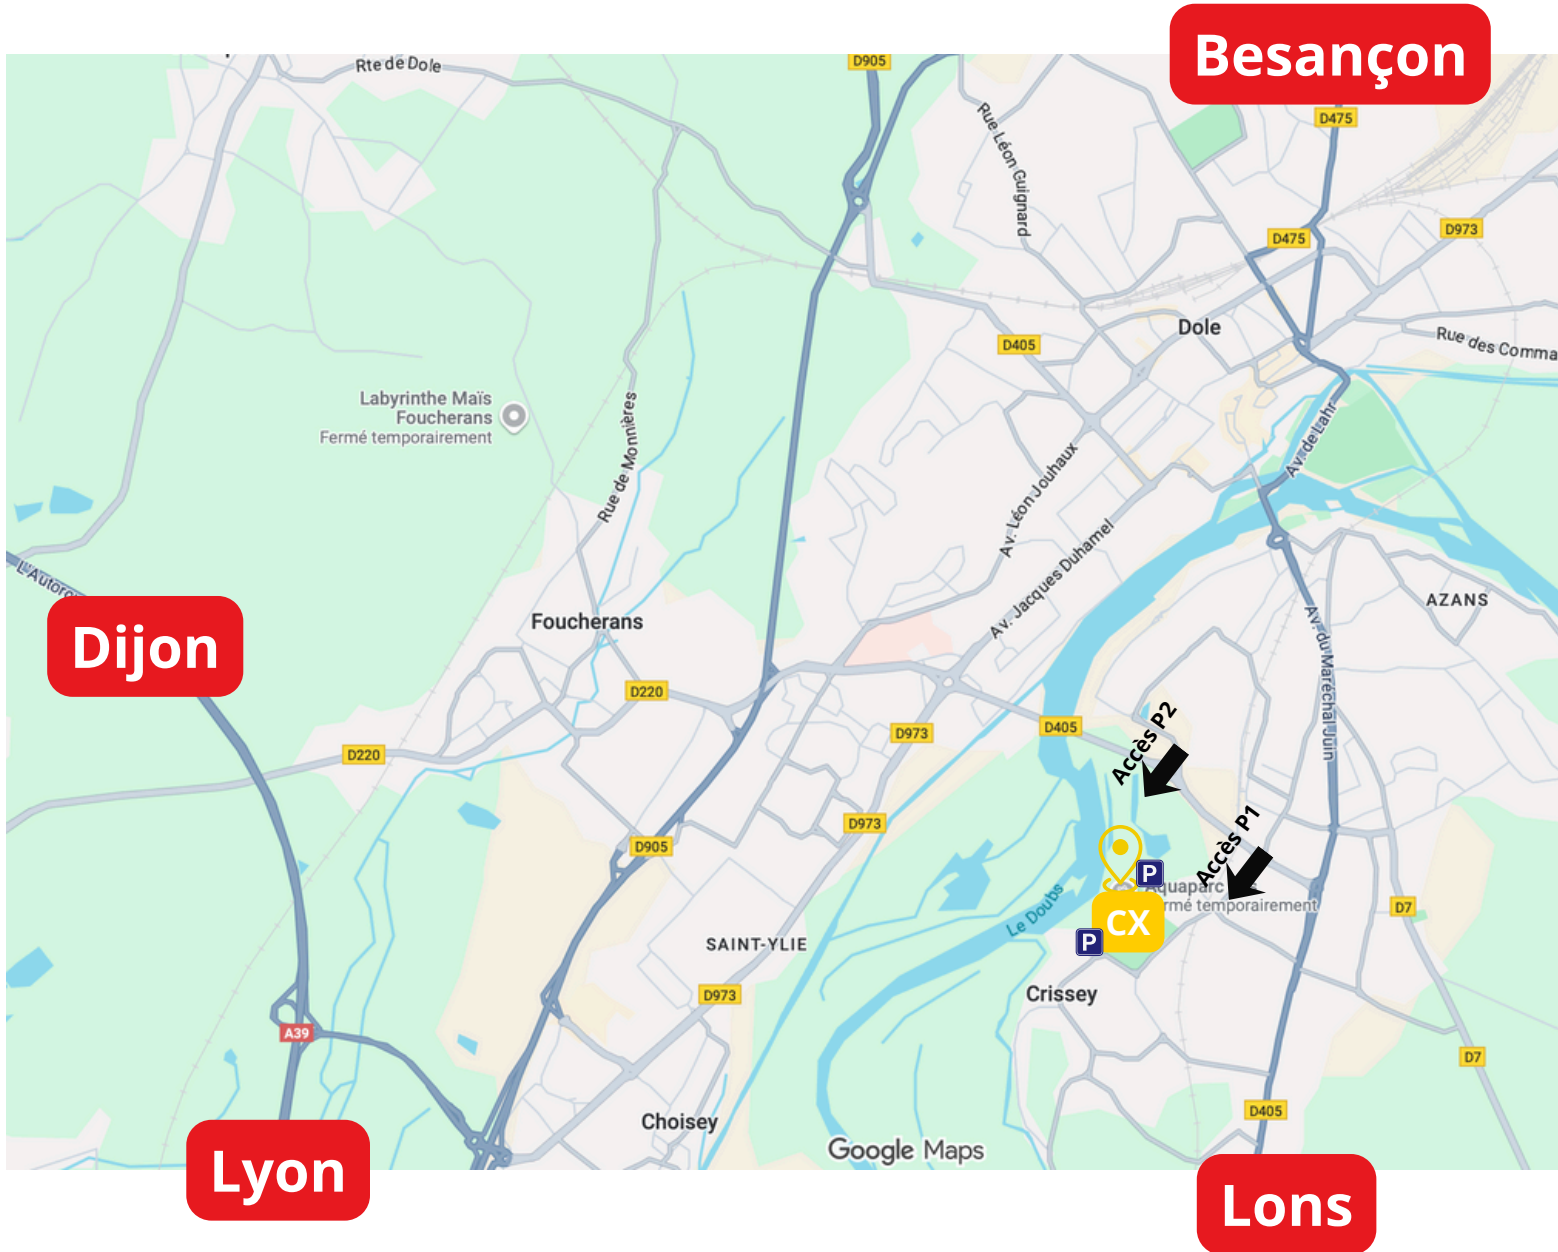 Besançon
Rte de Dole
D905
D475
Rue Léon Guignard
D475
D973
Dole
D405
Rue des Comma
Labyrinthe Maïs
Foucherans
Fermé temporairement
Rue de Monnières
Av. de Lahr
Av. Léon Jouhaux
Av. Jacques Duhamel
L'Autorou
AZANS
Foucherans
Dijon
Av. du Maréchal Juin
D220
D405
D973
D220
Accès P2
D973
D905
Accès P1
P
Aquaparc
rmé temporairement
Le Doubs
CX
D7
P
SAINT-YLIE
D973
Crissey
A39
D7
D405
Choisey
Google Maps
Lyon
Lons